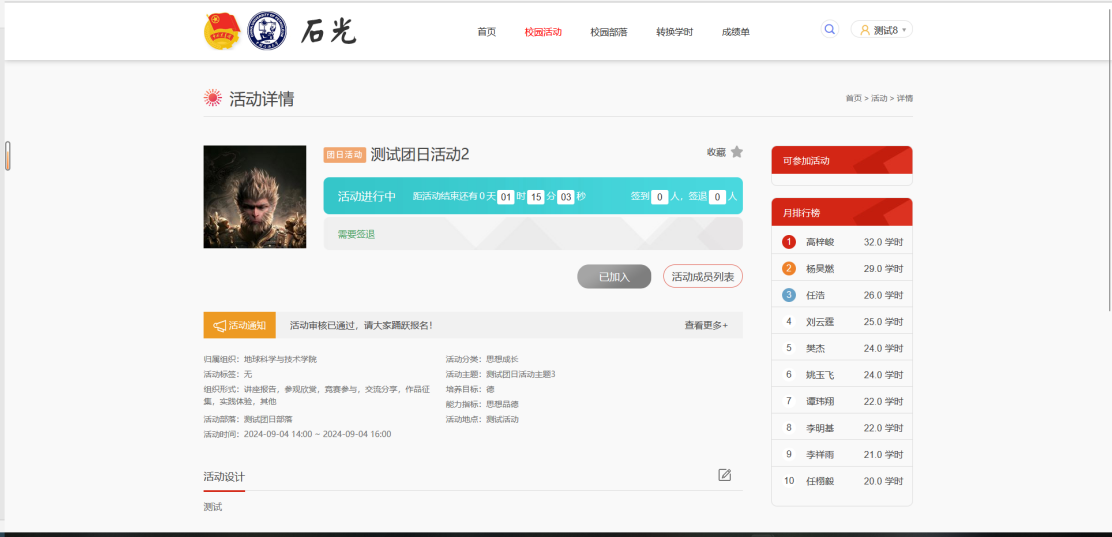 石光
首页 校园活动 校园部落 转换学时 成绩单
测试8
活动详情
首页 > 活动 > 详情
团日活动 测试团日活动2
收藏
活动进行中 距活动结束还有 0 天 01 时 15 分 03 秒 签到 0 人, 签退 0 人
需要签退
已加入 活动成员列表
活动通知 活动审核已通过，请大家踊跃报名！ 查看更多+
归属组织：地球科学与技术学院
活动标签：无
组织形式：讲座报告，参观欣赏，竞赛参与，交流分享，作品征
集，实践体验，其他
活动部落：测试团日部落
活动时间：2024-09-04 14:00 ~ 2024-09-04 16:00
活动分类：思想成长
活动主题：测试团日活动主题3
培养目标：德
能力指标：思想品德
活动地点：测试活动
活动设计
测试
可参加活动
月排行榜
1 高梓峻 32.0 学时
2 杨昊燃 29.0 学时
3 任浩 26.0 学时
4 刘云霆 25.0 学时
5 樊杰 24.0 学时
6 姚玉飞 24.0 学时
7 谭玮翔 22.0 学时
8 李明基 22.0 学时
9 李祥雨 21.0 学时
10 任栩毅 20.0 学时